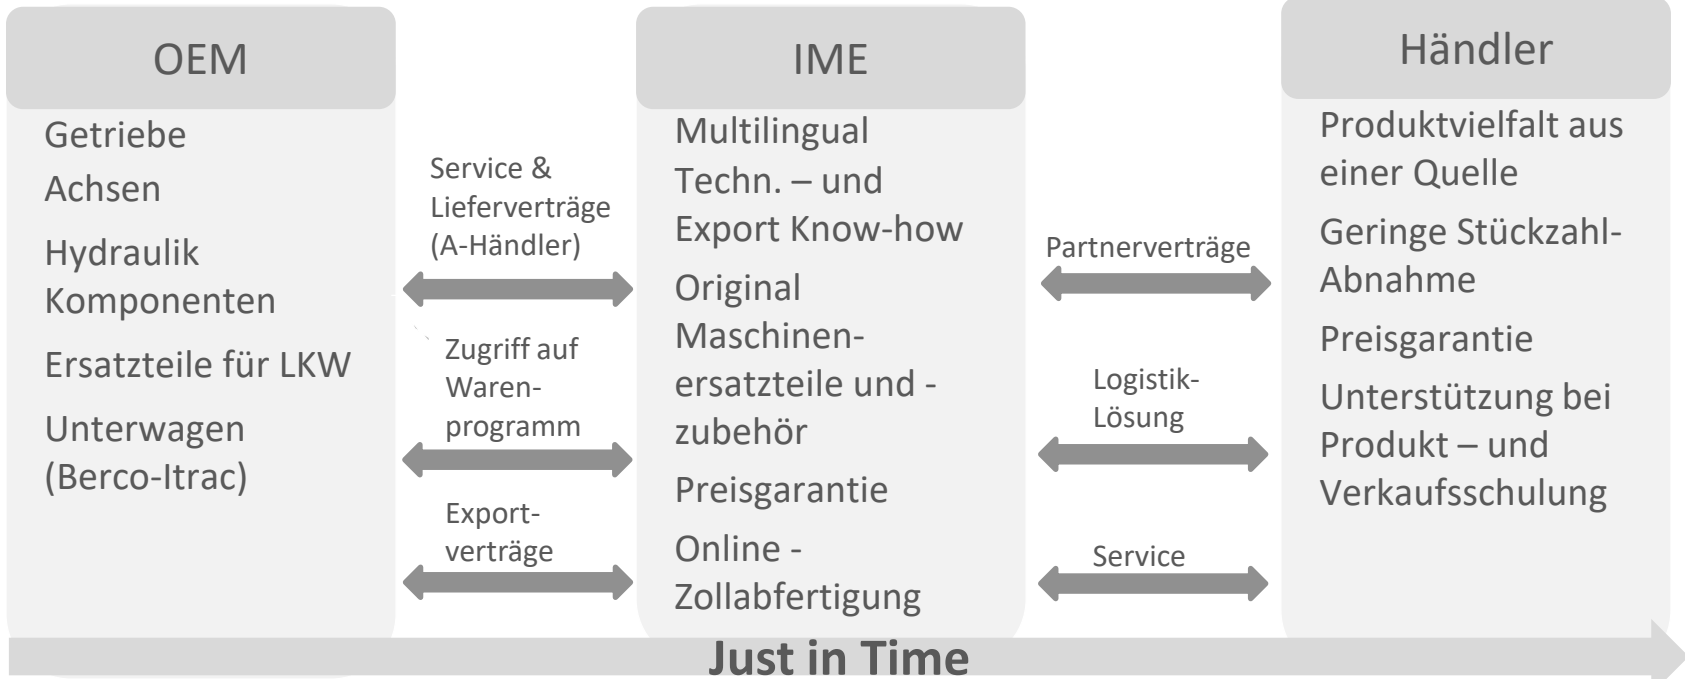 OEM
Getriebe
Achsen
Hydraulik
Komponenten
Ersatzteile für LKW
Unterwagen
(Berco-Itrac)
Service &
Lieferverträge
(A-Händler)
Zugriff auf
Waren-
programm
Export-
verträge
IME
Multilingual
Techn. – und
Export Know-how
Original
Maschinen-
ersatzteile und -
zubehör
Preisgarantie
Online -
Zollabfertigung
Partnerverträge
Logistik-
Lösung
Service
Händler
Produktvielfalt aus
einer Quelle
Geringe Stückzahl-
Abnahme
Preisgarantie
Unterstützung bei
Produkt – und
Verkaufsschulung
Just in Time